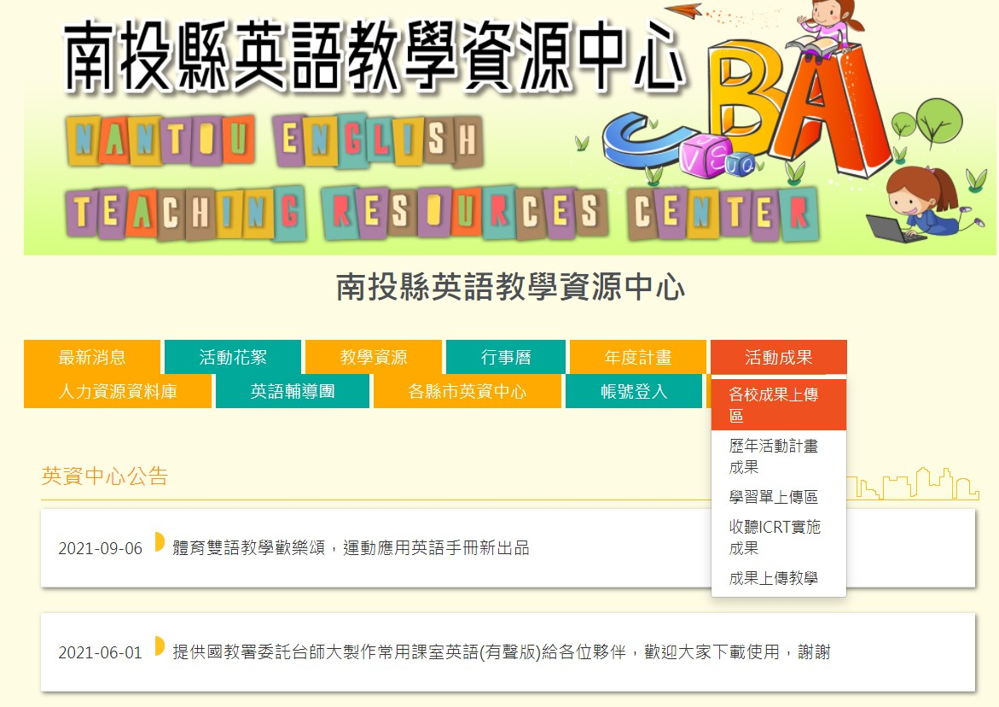 南投縣英語教學資源中心
NANTOU ENGLISH
TEACHING RESOURCES CENTER
CBA
VSUQ
南投縣英語教學資源中心
最新消息 活動花絮 教學資源 行事曆 年度計畫 活動成果
人力資源資料庫 英語輔導團 各縣市英資中心 帳號登入
各校成果上傳
區
歷年活動計畫
成果
學習單上傳區
收聽ICRT實施
成果
成果上傳教學
英資中心公告
2021-09-06 體育雙語教學歡樂頌，運動應用英語手冊新出品
2021-06-01 提供國教署委託台師大製作常用課室英語(有聲版)給各位夥伴，歡迎大家下載使用，謝謝